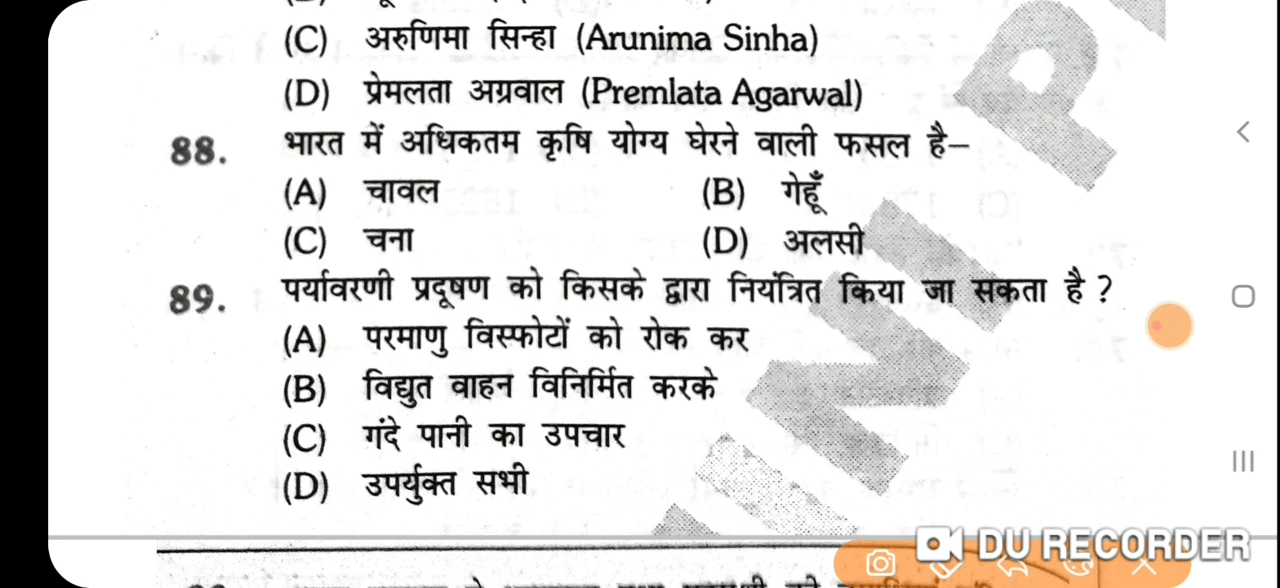 (C) अरुणिमा सिन्हा (Arunima Sinha)
(D) प्रेमलता अग्रवाल (Premlata Agarwal)
88. भारत में अधिकतम कृषि योग्य घेरने वाली फसल है–
(A) चावल (B) गेहूँ
(C) चना (D) अलसी
89. पर्यावरणी प्रदूषण को किसके द्वारा नियंत्रित किया जा सकता है ?
(A) परमाणु विस्फोटों को रोक कर
(B) विद्युत वाहन विनिर्मित करके
(C) गंदे पानी का उपचार
(D) उपर्युक्त सभी
DU RECORDER